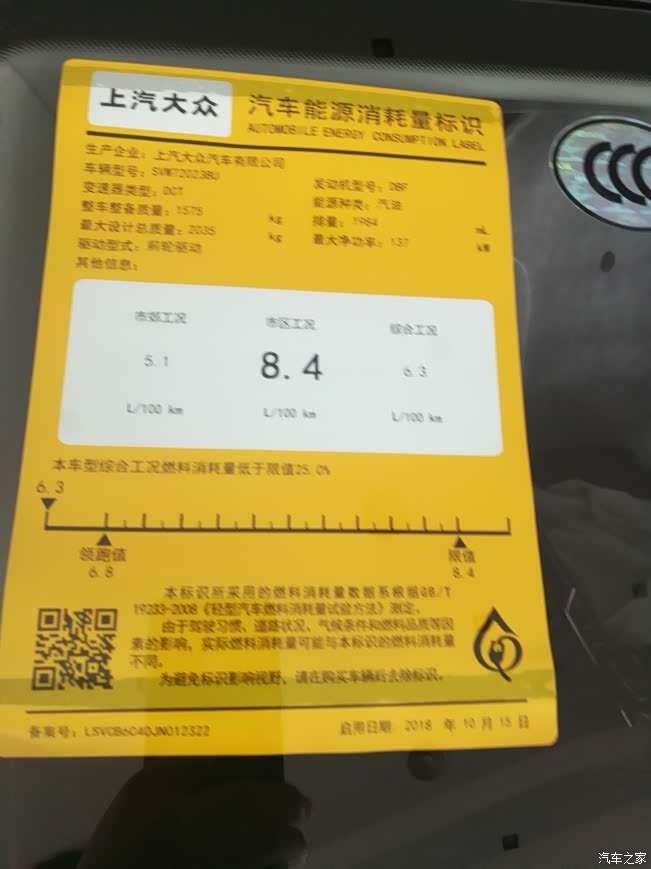 上汽大众
汽车能源消耗量标识
AUTOMOBILE ENERGY CONSUMPTION LABEL
生产企业：上汽大众汽车有限公司
车辆型号：SVW72023BU
变速器类型：DCT
发动机型号：DBF
整车整备质量：1575 kg
能源种类：汽油
最大设计总质量：2035 kg
排量：1984 mL
驱动型式：前轮驱动
最大净功率：137 kW
其他信息：
市郊工况 市区工况 综合工况
5.1 8.4 6.3
L/100 km L/100 km L/100 km
本车型综合工况燃料消耗量低于限值25.0%
6.3
领跑值 限值
6.8 8.4
本标识所采用的燃料消耗量数据系根据GB/T
19233-2008《轻型汽车燃料消耗量试验方法》测定。
由于驾驶习惯、道路状况、气候条件和燃料品质等因
素的影响，实际燃料消耗量可能与本标识的燃料消耗量
不同。
为避免标识影响视野，请在购买车辆后去除标识。
备案号：LSVCB6C40JN012322
启用日期：2018 年 10 月 15 日
CCC
汽车之家